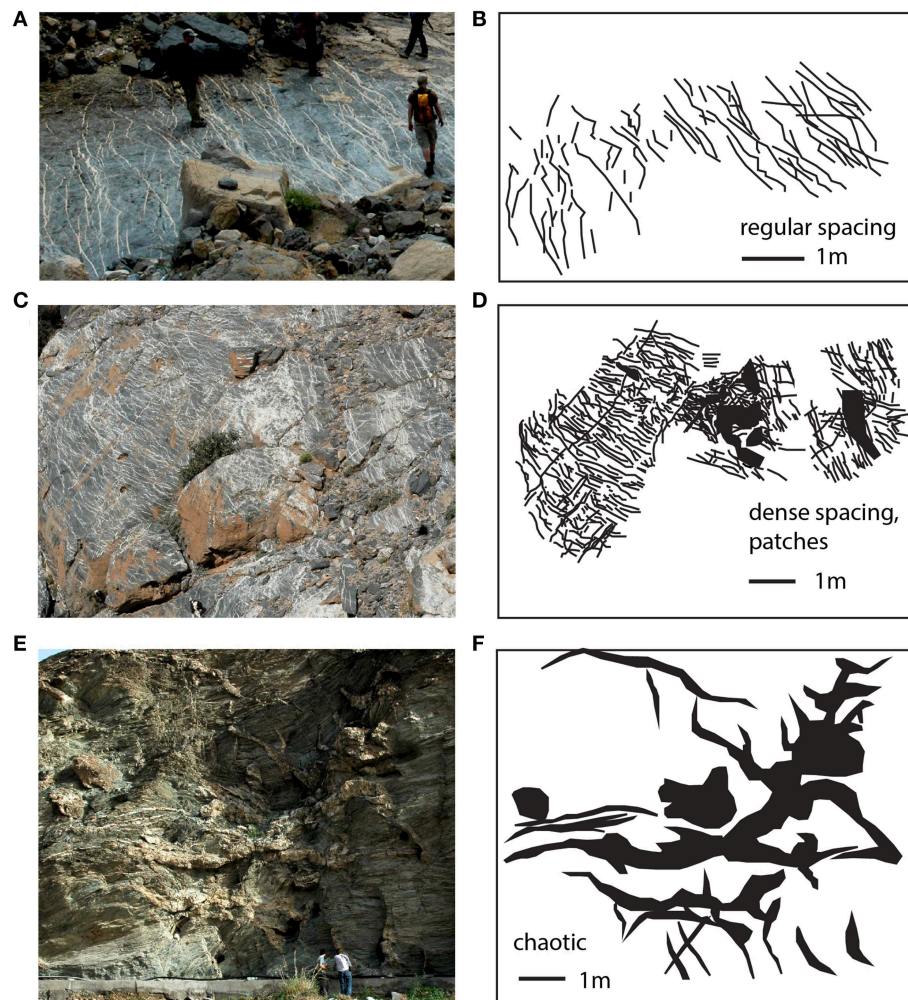 A
B
regular spacing
1m
C
D
dense spacing,
patches
1m
E
F
chaotic
1m